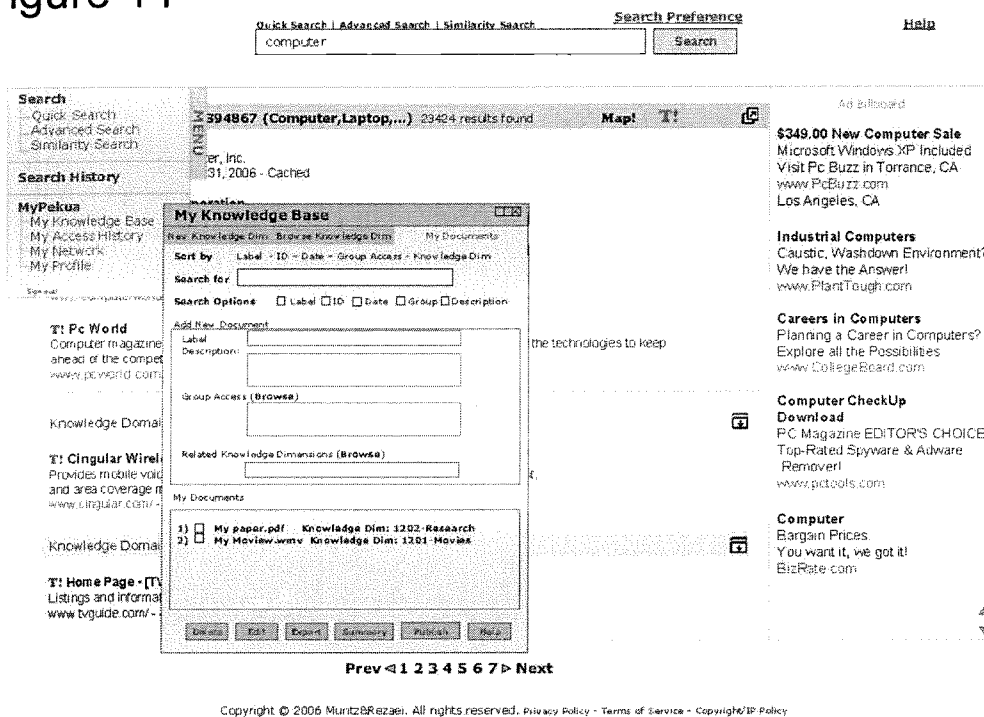 Quick Search | Advanced Search | Similarity Search
Search Preference
Help
computer
Search
Search
Quick Search
Advanced Search
Similarity Search
Search History
MyPekua
My Knowledge Base
My Access History
My Network
My Profile
MENU
394867 (Computer,Laptop,...) 23424 results found
Map!
T!
er, Inc.
31, 2006 - Cached
T! Pc World
Computer magazine
ahead of the compet
the technologies to keep
www.pcworld.com
Knowledge Domai
T! Cingular Wirel
Provides mobile voic
and area coverage m
www.cingular.com/ -
Knowledge Domai
T! Home Page - [TV
Listings and informat
www.tvguide.com/ -
My Knowledge Base
New Knowledge Dim Browse Knowledge Dim My Documents
Sort by Label - ID - Date - Group Access - Knowledge Dim
Search for
Search Options Label ID Date Group Description
Add New Document
Label
Description:
Group Access (Browse)
Related Knowledge Dimensions (Browse)
My Documents
1) My paper.pdf Knowledge Dim: 1202-Research
2) My Moview.wmv Knowledge Dim: 1201-Movies
Delete Edit Export Summary Publish Help
Ad Billboard
$349.00 New Computer Sale
Microsoft Windows XP Included
Visit Pc Buzz in Torrance, CA
www.PcBuzz.com
Los Angeles, CA
Industrial Computers
Caustic, Washdown Environment?
We have the Answer!
www.PlantTough.com
Careers in Computers
Planning a Career in Computers?
Explore all the Possibilities
www.CollegeBoard.com
Computer CheckUp
Download
PC Magazine EDITOR'S CHOICE
Top-Rated Spyware & Adware
Remover!
www.pctools.com
Computer
Bargain Prices.
You want it, we got it!
BizRate.com
Prev 1 2 3 4 5 6 7 Next
Copyright © 2006 Muntz&Rezaei. All rights reserved. Privacy Policy - Terms of Service - Copyright/IP Policy